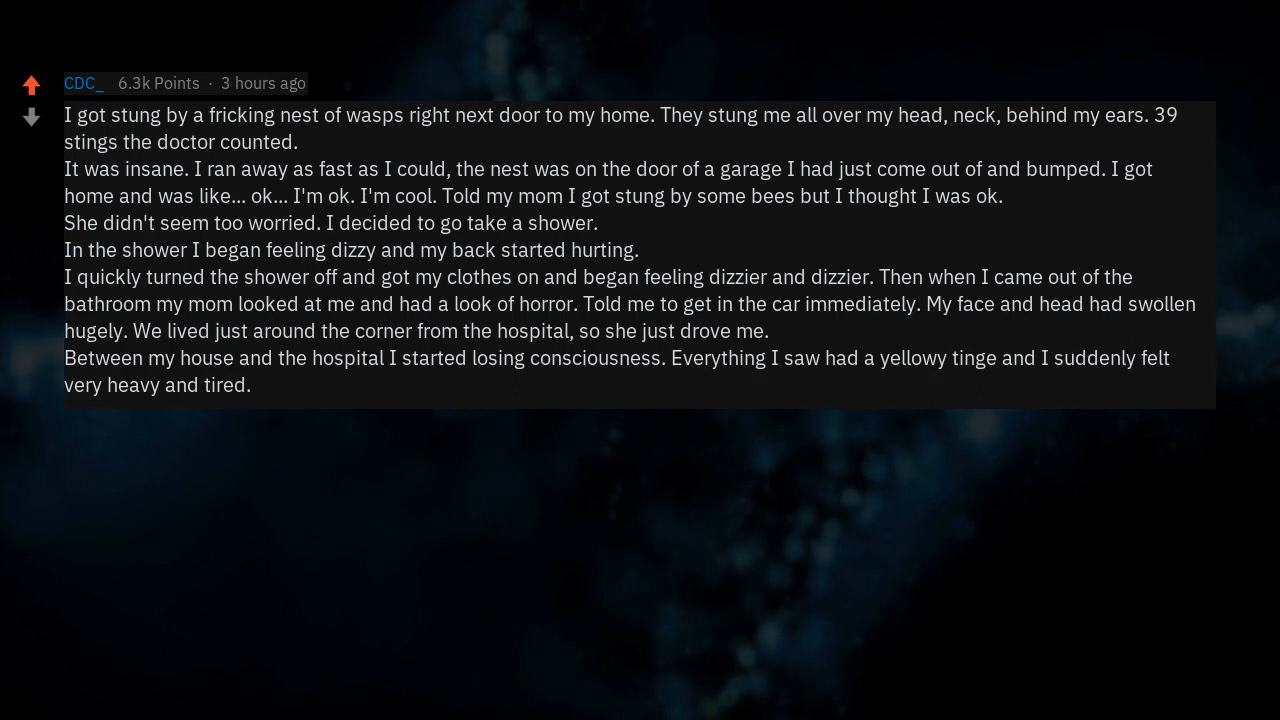 CDC_ 6.3k Points · 3 hours ago
I got stung by a fricking nest of wasps right next door to my home. They stung me all over my head, neck, behind my ears. 39
stings the doctor counted.
It was insane. I ran away as fast as I could, the nest was on the door of a garage I had just come out of and bumped. I got
home and was like... ok... I'm ok. I'm cool. Told my mom I got stung by some bees but I thought I was ok.
She didn't seem too worried. I decided to go take a shower.
In the shower I began feeling dizzy and my back started hurting.
I quickly turned the shower off and got my clothes on and began feeling dizzier and dizzier. Then when I came out of the
bathroom my mom looked at me and had a look of horror. Told me to get in the car immediately. My face and head had swollen
hugely. We lived just around the corner from the hospital, so she just drove me.
Between my house and the hospital I started losing consciousness. Everything I saw had a yellowy tinge and I suddenly felt
very heavy and tired.